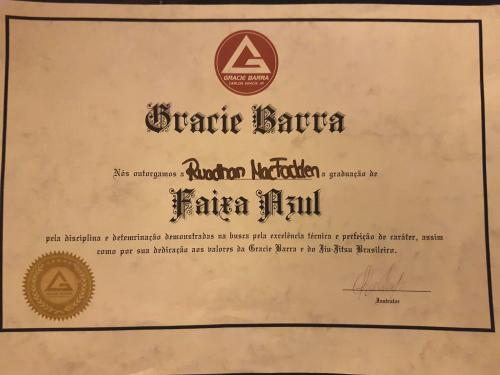 GRACIE BARRA
CARLOS GRACIE JR
Gracie Barra
Nós outorgamos a Ruadhan MacFadden a graduação de
Faixa Azul
pela disciplina e determinação demonstradas na busca pela excelência técnica e perfeição de caráter, assim
como por sua dedicação aos valores da Gracie Barra e do Jiu-Jitsu Brasileiro.
Instrutor